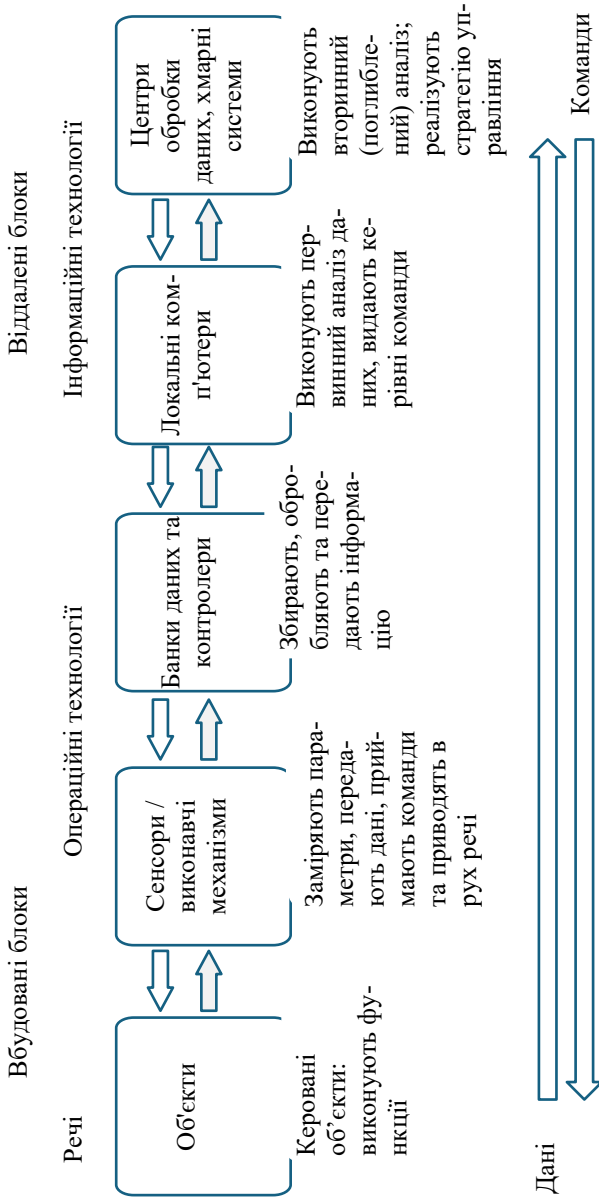 Вбудовані блоки
Віддалені блоки
Речі
Операційні технології
Інформаційні технології
Об'єкти
Сенсори /
виконавчі
механізми
Банки даних та
контролери
Локальні ком-
п'ютери
Центри
обробки
даних, хмарні
системи
Керовані
об’єкти:
виконують фу-
нкції
Заміряють пара-
метри, переда-
ють дані, прий-
мають команди
та приводять в
рух речі
Збирають, обро-
бляють та пере-
дають інформа-
цію
Виконують пер-
винний аналіз да-
них, видають ке-
рівні команди
Виконують
вторинний
(поглибле-
ний) аналіз;
реалізують
стратегію уп-
равління
Дані
Команди